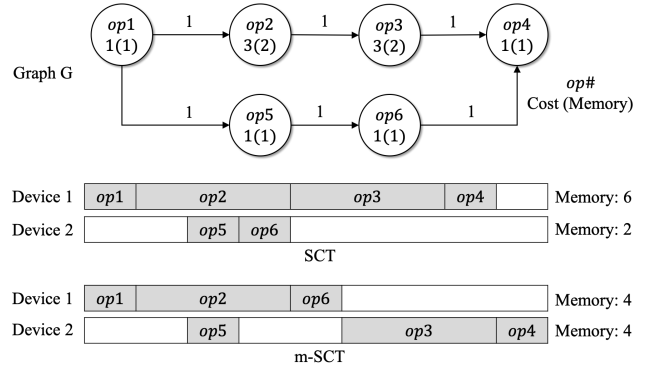 op1 1 op2 1 op3 1 op4
1(1) 3(2) 3(2) 1(1)
Graph G
op#
Cost (Memory)
1 op5 1 op6 1
1(1) 1(1)
Device 1 op1 op2 op3 op4 Memory: 6
Device 2 op5 op6 Memory: 2
SCT
Device 1 op1 op2 op6 Memory: 4
Device 2 op5 op3 op4 Memory: 4
m-SCT